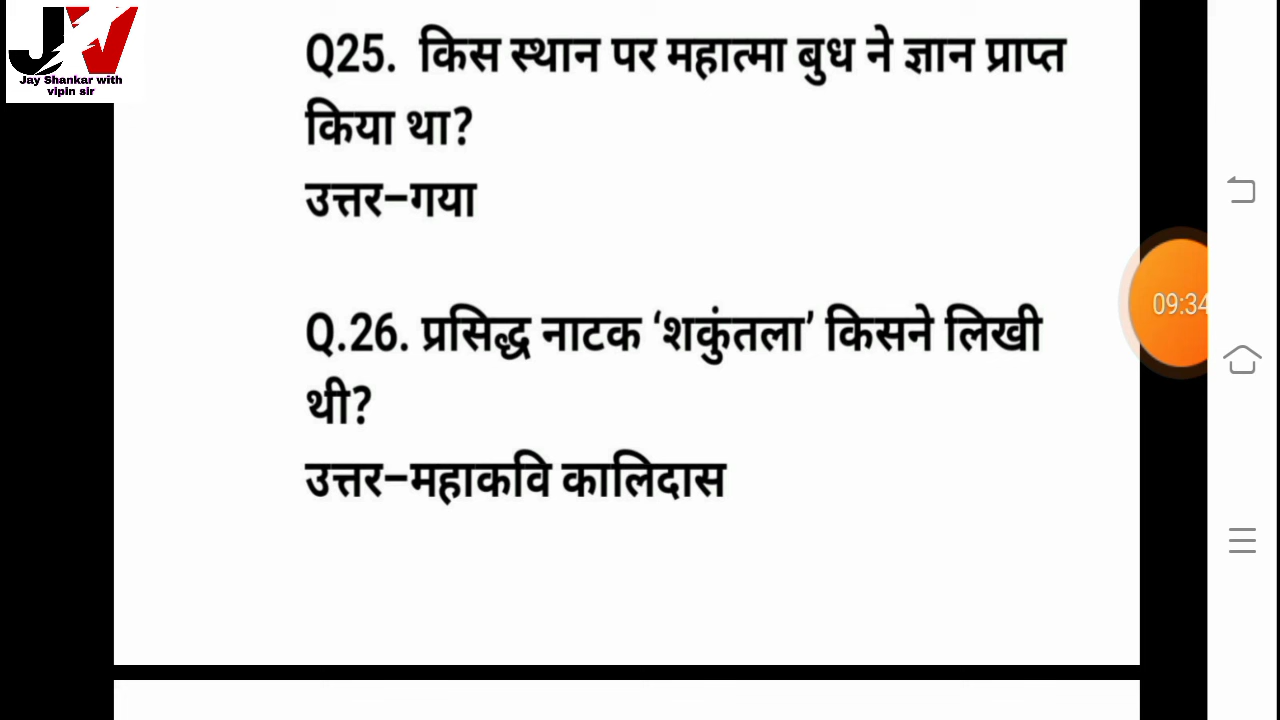 Jay Shankar with
vipin sir
Q25. किस स्थान पर महात्मा बुध ने ज्ञान प्राप्त
किया था?
उत्तर–गया
Q.26. प्रसिद्ध नाटक ‘शकुंतला’ किसने लिखी
थी?
उत्तर–महाकवि कालिदास
09:34